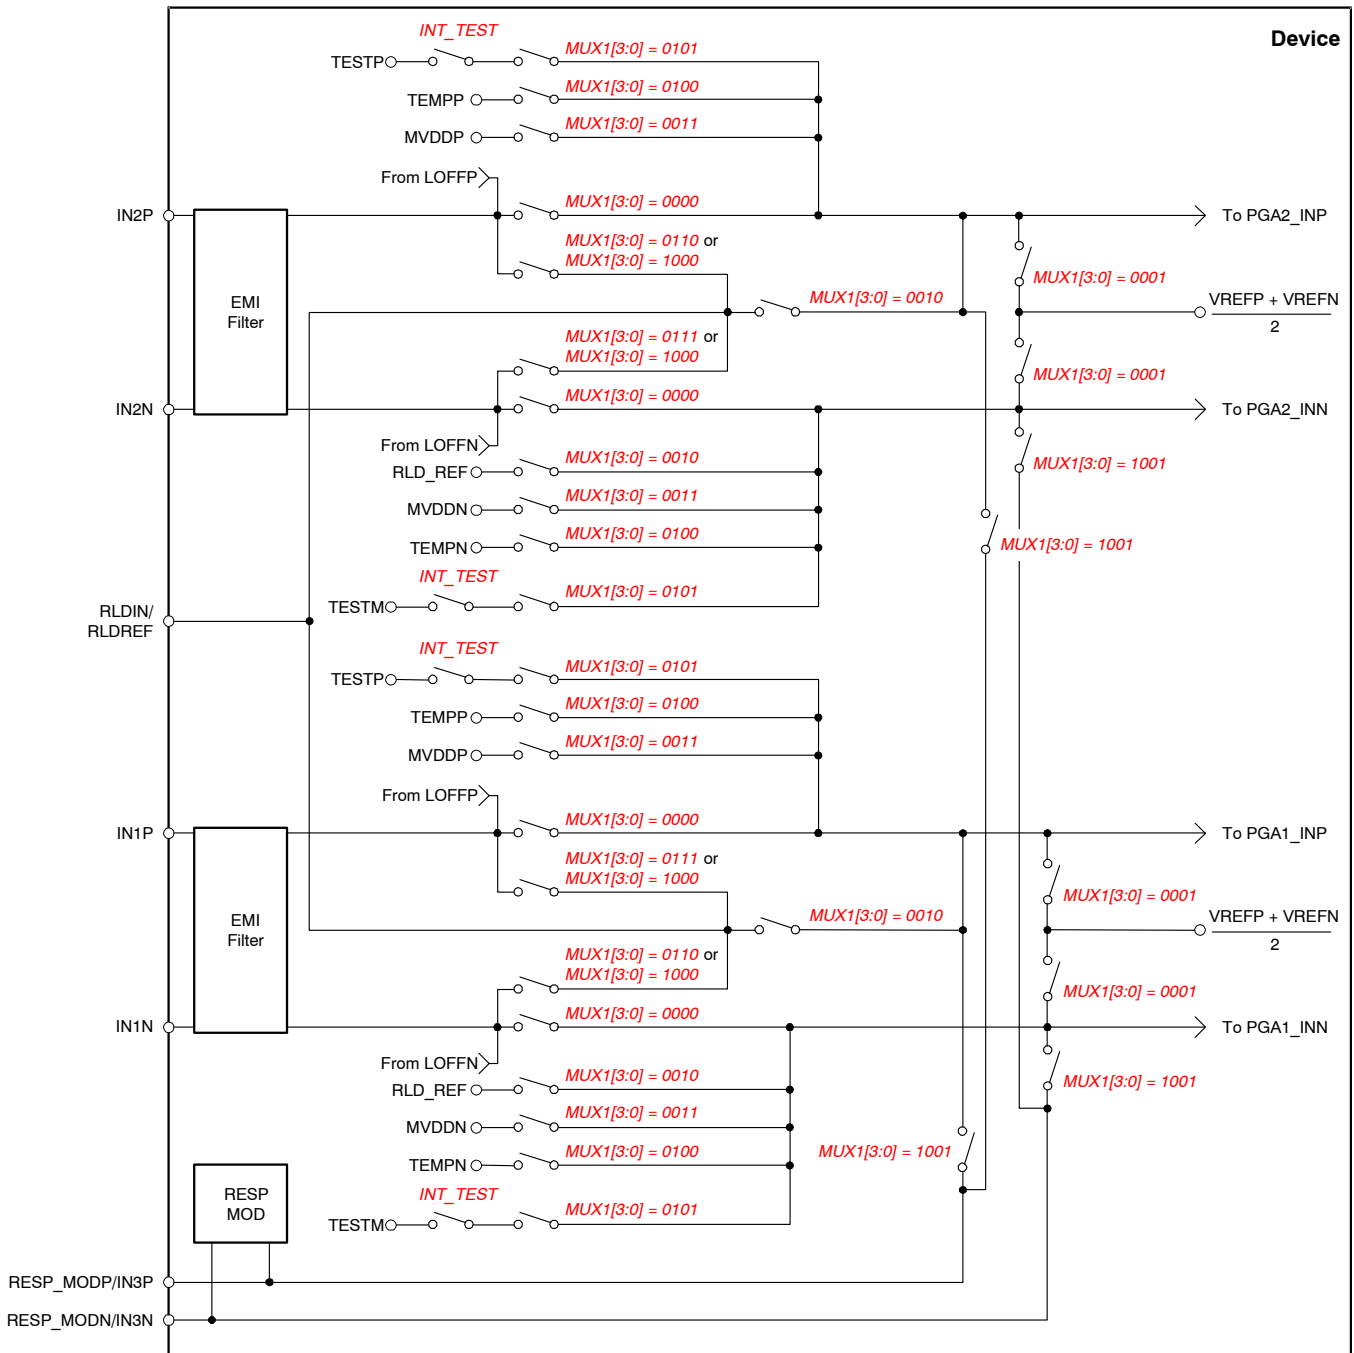 Device
INT_TEST
TESTP
MUX1[3:0] = 0101
TEMPP
MUX1[3:0] = 0100
MVDDP
MUX1[3:0] = 0011
From LOFFP
IN2P
MUX1[3:0] = 0000
To PGA2_INP
MUX1[3:0] = 0110 or
MUX1[3:0] = 1000
MUX1[3:0] = 0001
EMI
Filter
MUX1[3:0] = 0010
VREFP + VREFN
2
MUX1[3:0] = 0111 or
MUX1[3:0] = 1000
MUX1[3:0] = 0001
IN2N
MUX1[3:0] = 0000
To PGA2_INN
From LOFFN
RLD_REF
MUX1[3:0] = 0010
MUX1[3:0] = 1001
MVDDN
MUX1[3:0] = 0011
TEMPN
MUX1[3:0] = 0100
MUX1[3:0] = 1001
INT_TEST
TESTM
MUX1[3:0] = 0101
RLDIN/
RLDREF
INT_TEST
TESTP
MUX1[3:0] = 0101
TEMPP
MUX1[3:0] = 0100
MVDDP
MUX1[3:0] = 0011
From LOFFP
IN1P
MUX1[3:0] = 0000
To PGA1_INP
MUX1[3:0] = 0111 or
MUX1[3:0] = 1000
MUX1[3:0] = 0001
EMI
Filter
MUX1[3:0] = 0010
VREFP + VREFN
2
MUX1[3:0] = 0110 or
MUX1[3:0] = 1000
MUX1[3:0] = 0001
IN1N
MUX1[3:0] = 0000
To PGA1_INN
From LOFFN
RLD_REF
MUX1[3:0] = 0010
MUX1[3:0] = 1001
MVDDN
MUX1[3:0] = 0011
TEMPN
MUX1[3:0] = 0100
MUX1[3:0] = 1001
RESP
MOD
INT_TEST
TESTM
MUX1[3:0] = 0101
RESP_MODP/IN3P
RESP_MODN/IN3N